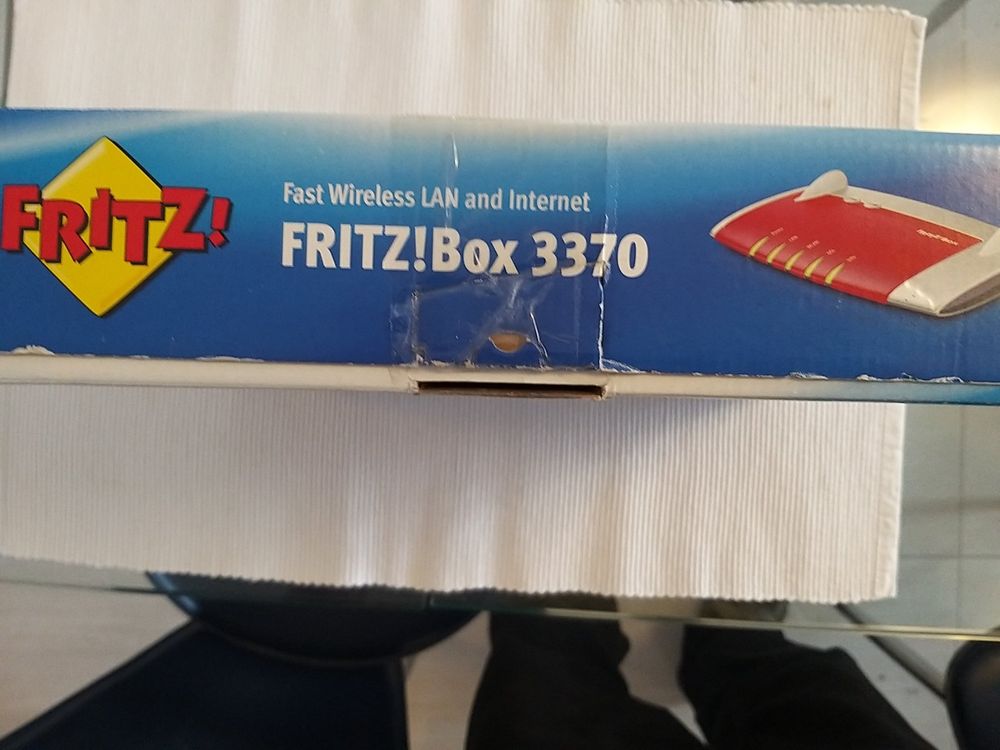 FRITZ!
Fast Wireless LAN and Internet
FRITZ!Box 3370